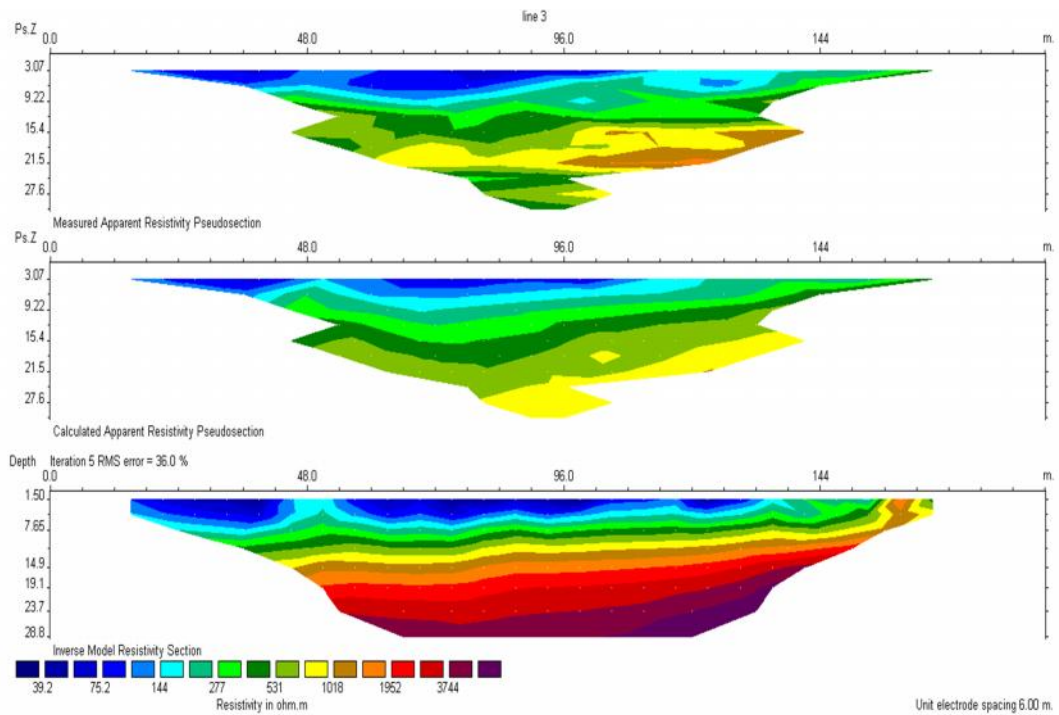 line 3
Ps.Z 0.0 48.0 96.0 144 m.
3.07
9.22
15.4
21.5
27.6
Measured Apparent Resistivity Pseudosection
Ps.Z 0.0 48.0 96.0 144 m.
3.07
9.22
15.4
21.5
27.6
Calculated Apparent Resistivity Pseudosection
Depth Iteration 5 RMS error = 36.0 %
0.0 48.0 96.0 144 m.
1.50
7.65
14.9
19.1
23.7
28.8
Inverse Model Resistivity Section
39.2 75.2 144 277 531 1018 1952 3744
Resistivity in ohm.m
Unit electrode spacing 6.00 m.